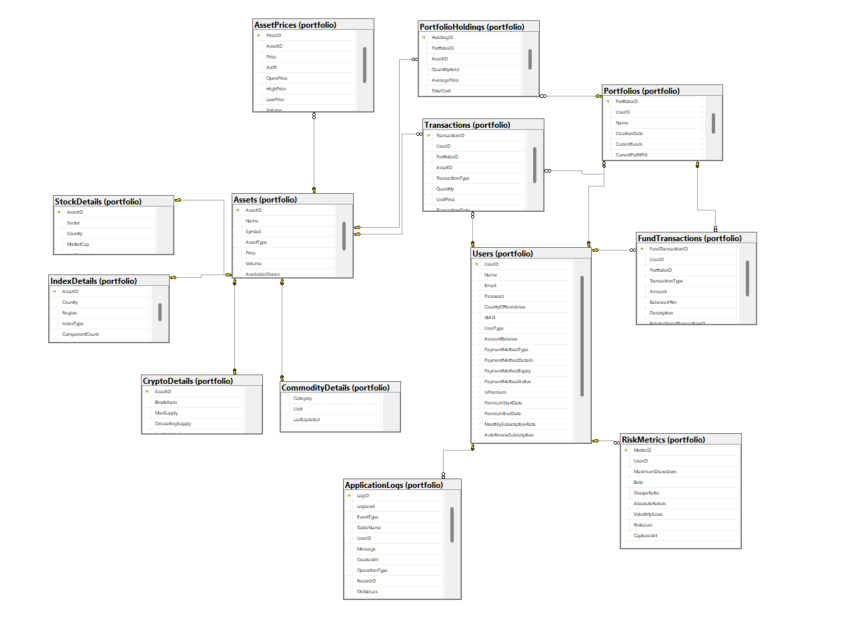 AssetPrices (portfolio)
PriceID
AssetID
Price
AsOf
OpenPrice
HighPrice
LowPrice
Volume
PortfolioHoldings (portfolio)
HoldingID
PortfolioID
AssetID
QuantityHeld
AveragePrice
TotalCost
Portfolios (portfolio)
PortfolioID
UserID
Name
CreationDate
CurrentFunds
CurrentProfitPct
Transactions (portfolio)
TransactionID
UserID
PortfolioID
AssetID
TransactionType
Quantity
UnitPrice
TransactionDate
StockDetails (portfolio)
AssetID
Sector
Country
MarketCap
Assets (portfolio)
AssetID
Name
Symbol
AssetType
Price
Volume
AvailableShares
FundTransactions (portfolio)
FundTransactionID
UserID
PortfolioID
TransactionType
Amount
BalanceAfter
Description
Users (portfolio)
UserID
Name
Email
Password
CountryOfResidence
IBAN
UserType
AccountBalance
PaymentMethodType
PaymentMethodDetails
PaymentMethodExpiry
PaymentMethodActive
IsPremium
PremiumStartDate
PremiumEndDate
MonthlySubscriptionRate
AutoRenewSubscription
IndexDetails (portfolio)
AssetID
Country
Region
IndexType
ComponentCount
CryptoDetails (portfolio)
AssetID
Blockchain
MaxSupply
CirculatingSupply
CommodityDetails (portfolio)
Category
Unit
LastUpdated
RiskMetrics (portfolio)
MetricID
UserID
MaximumDrawdown
Beta
SharpeRatio
AbsoluteReturn
VolatilityScore
RiskLevel
CapturedAt
ApplicationLogs (portfolio)
LogID
LogLevel
EventType
TableName
UserID
Message
CreatedAt
OperationType
RecordID
OldValues